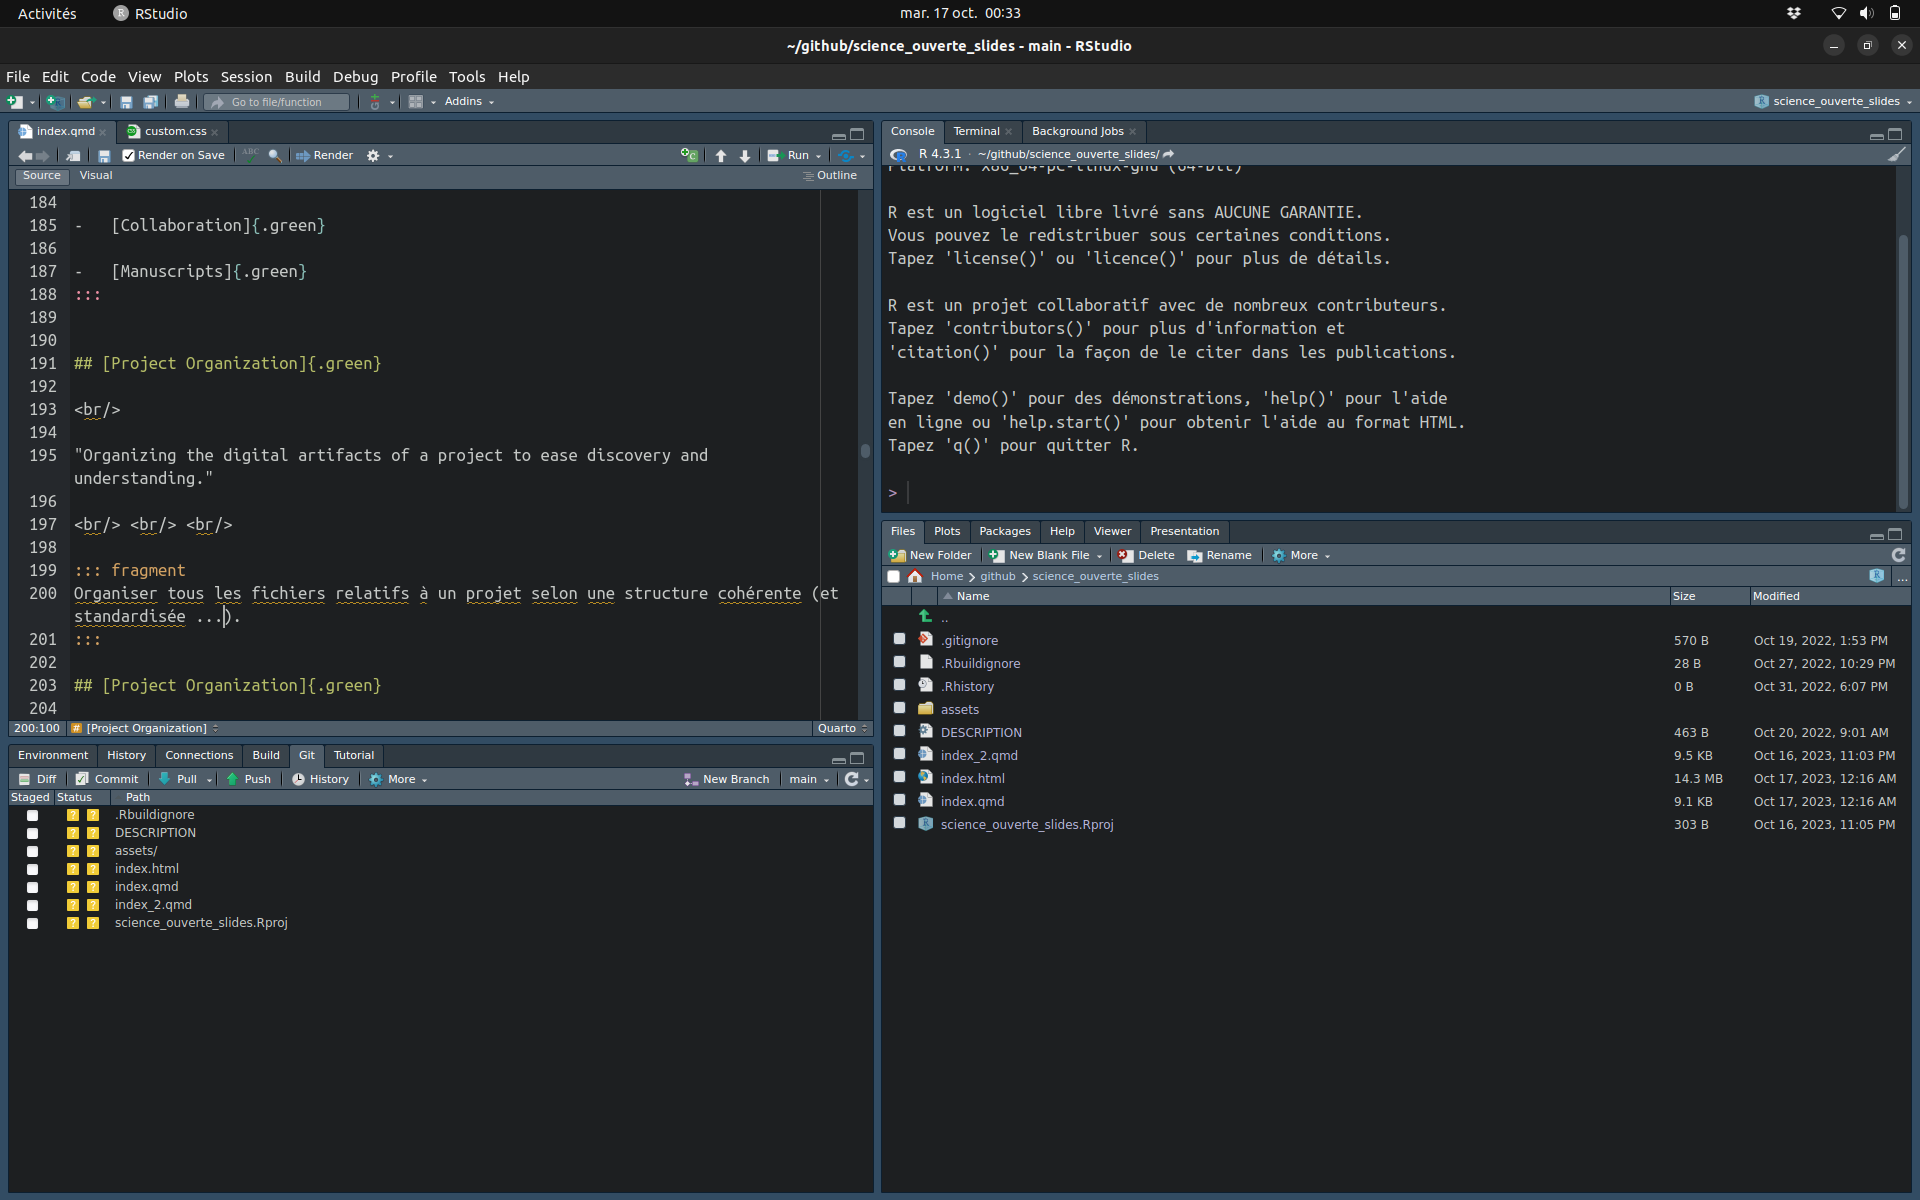 Activités
RStudio
mar. 17 oct. 00:33
~/github/science_ouverte_slides - main - RStudio
File Edit Code View Plots Session Build Debug Profile Tools Help
Go to file/function
Addins
science_ouverte_slides
index.qmd
custom.css
Render on Save
ABC
Render
Run
Source
Visual
Outline
184
185 -   [Collaboration]{.green}
186
187 -   [Manuscripts]{.green}
188 :::
189
190
191 ## [Project Organization]{.green}
192
193 <br/>
194
195 "Organizing the digital artifacts of a project to ease discovery and
understanding."
196
197 <br/> <br/> <br/>
198
199 ::: fragment
200 Organiser tous les fichiers relatifs à un projet selon une structure cohérente (et
standardisée ...).
201 :::
202
203 ## [Project Organization]{.green}
204
200:100
# [Project Organization]
Quarto
Environment History Connections Build Git Tutorial
Diff Commit Pull Push History More
New Branch
main
Staged Status Path
? ? .Rbuildignore
? ? DESCRIPTION
? ? assets/
? ? index.html
? ? index.qmd
? ? index_2.qmd
? ? science_ouverte_slides.Rproj
Console Terminal Background Jobs
R 4.3.1 · ~/github/science_ouverte_slides/
Platform: x86_64-pc-linux-gnu (64-bit)
R est un logiciel libre livré sans AUCUNE GARANTIE.
Vous pouvez le redistribuer sous certaines conditions.
Tapez 'license()' ou 'licence()' pour plus de détails.
R est un projet collaboratif avec de nombreux contributeurs.
Tapez 'contributors()' pour plus d'information et
'citation()' pour la façon de le citer dans les publications.
Tapez 'demo()' pour des démonstrations, 'help()' pour l'aide
en ligne ou 'help.start()' pour obtenir l'aide au format HTML.
Tapez 'q()' pour quitter R.
>
Files Plots Packages Help Viewer Presentation
New Folder New Blank File Delete Rename More
Home github science_ouverte_slides
...
Name Size Modified
..
.gitignore 570 B Oct 19, 2022, 1:53 PM
.Rbuildignore 28 B Oct 27, 2022, 10:29 PM
.Rhistory 0 B Oct 31, 2022, 6:07 PM
assets
DESCRIPTION 463 B Oct 20, 2022, 9:01 AM
index_2.qmd 9.5 KB Oct 16, 2023, 11:03 PM
index.html 14.3 MB Oct 17, 2023, 12:16 AM
index.qmd 9.1 KB Oct 17, 2023, 12:16 AM
science_ouverte_slides.Rproj 303 B Oct 16, 2023, 11:05 PM